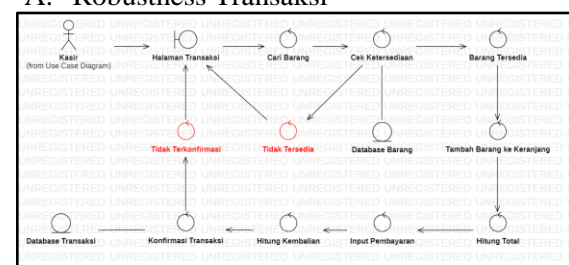 A. Robustness Transaksi
Kasir
(from Use Case Diagram)
Halaman Transaksi
Cari Barang
Cek Ketersediaan
Barang Tersedia
Tidak Terkonfirmasi
Tidak Tersedia
Database Barang
Tambah Barang ke Keranjang
Database Transaksi
Konfirmasi Transaksi
Hitung Kembalian
Input Pembayaran
Hitung Total